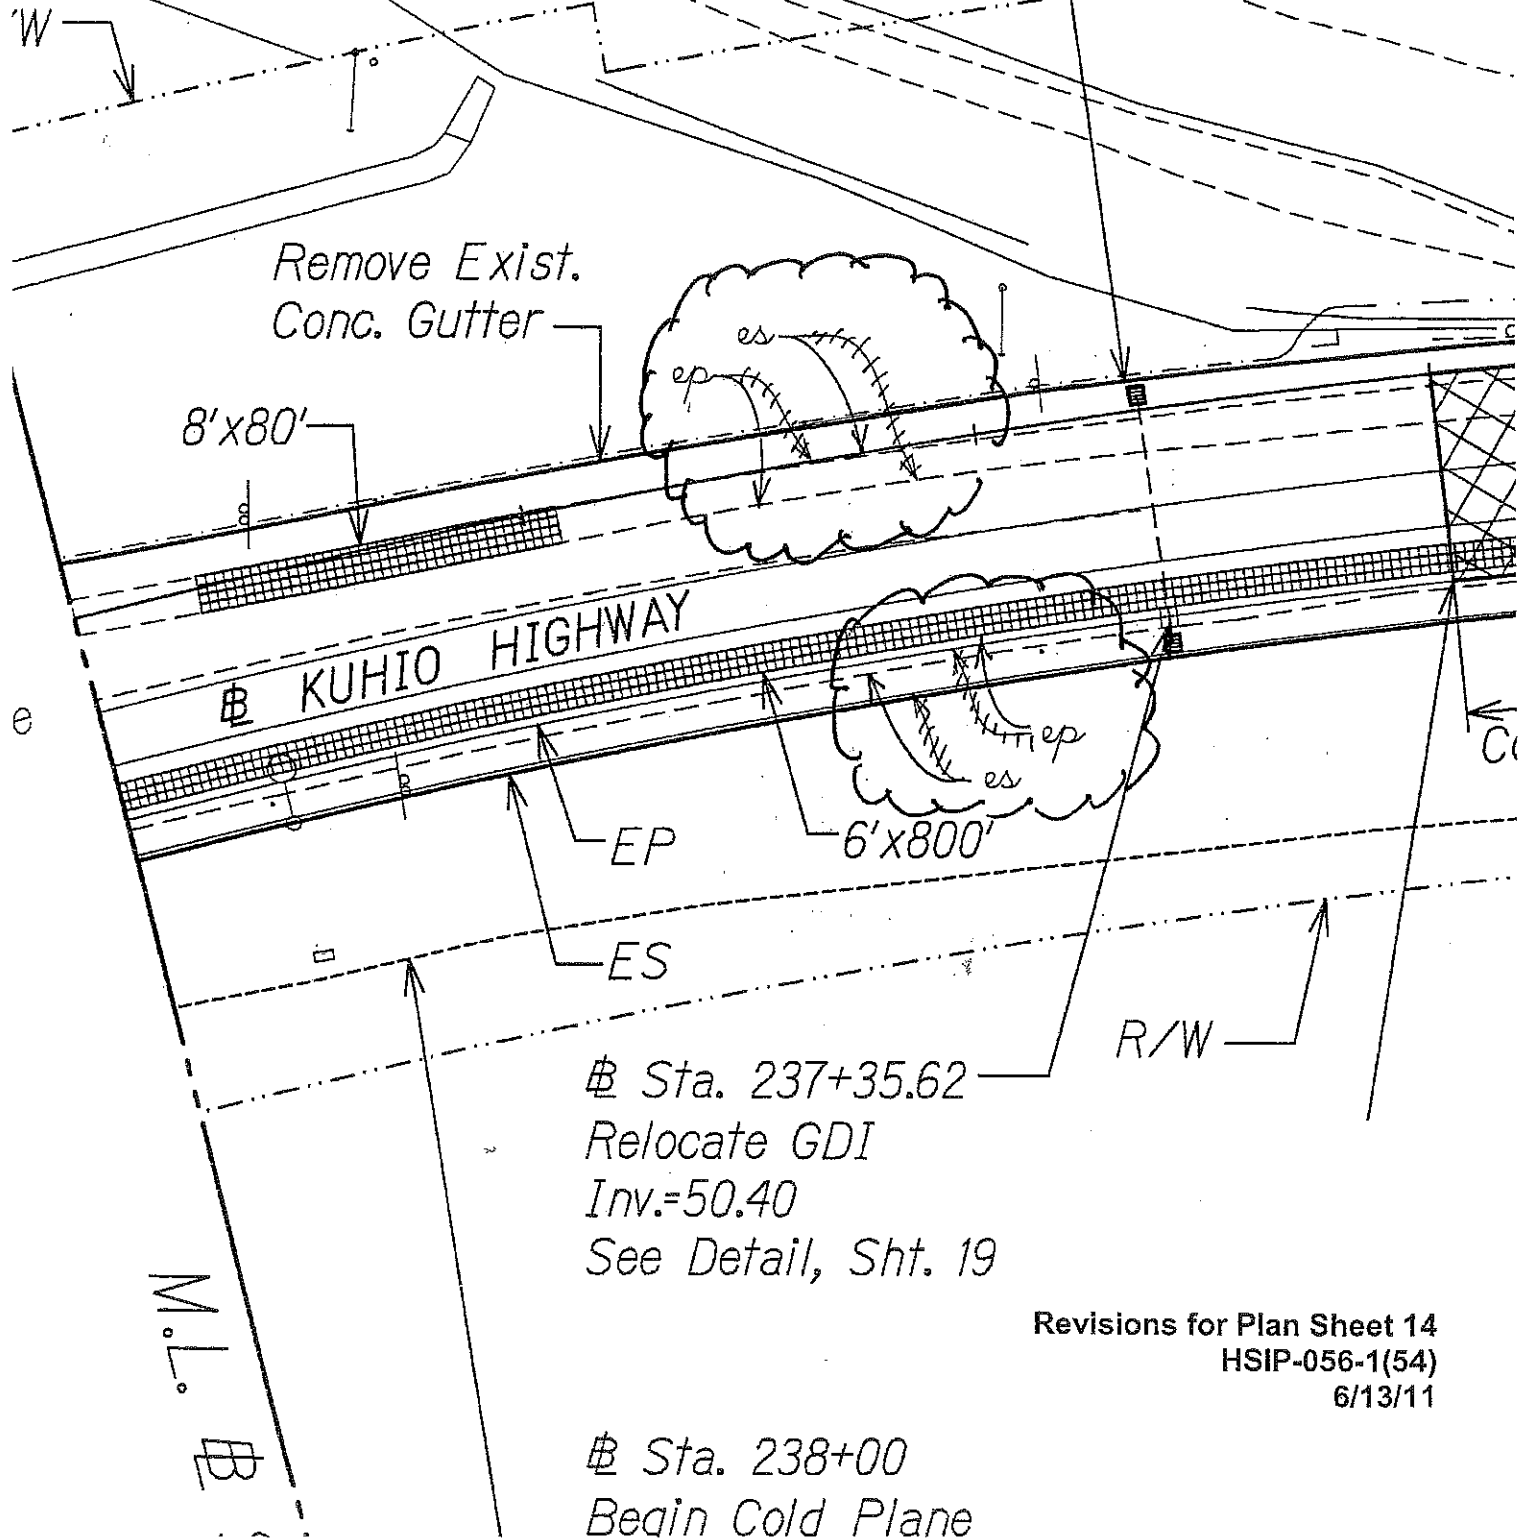 'W
Remove Exist.
Conc. Gutter
8'x80'
es
ep
℄ KUHIO HIGHWAY
e
ep
es
EP
6'x800'
ES
R/W
℄ Sta. 237+35.62
Relocate GDI
Inv.=50.40
See Detail, Sht. 19
M.L. ℄
Revisions for Plan Sheet 14
HSIP-056-1(54)
6/13/11
℄ Sta. 238+00
Begin Cold Plane